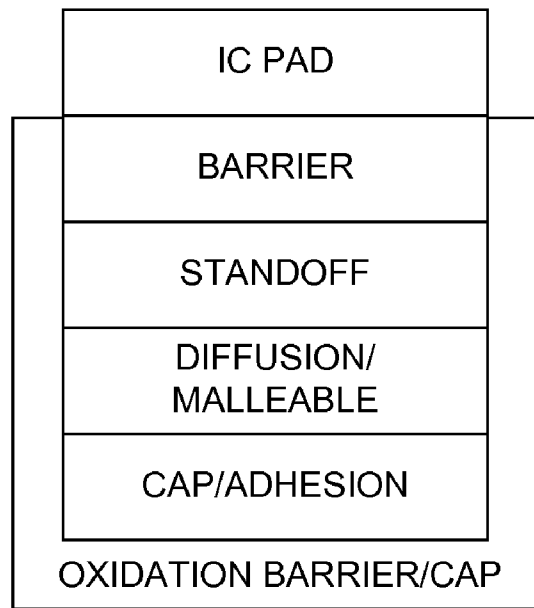 IC PAD
BARRIER
STANDOFF
DIFFUSION/
MALLEABLE
CAP/ADHESION
OXIDATION BARRIER/CAP